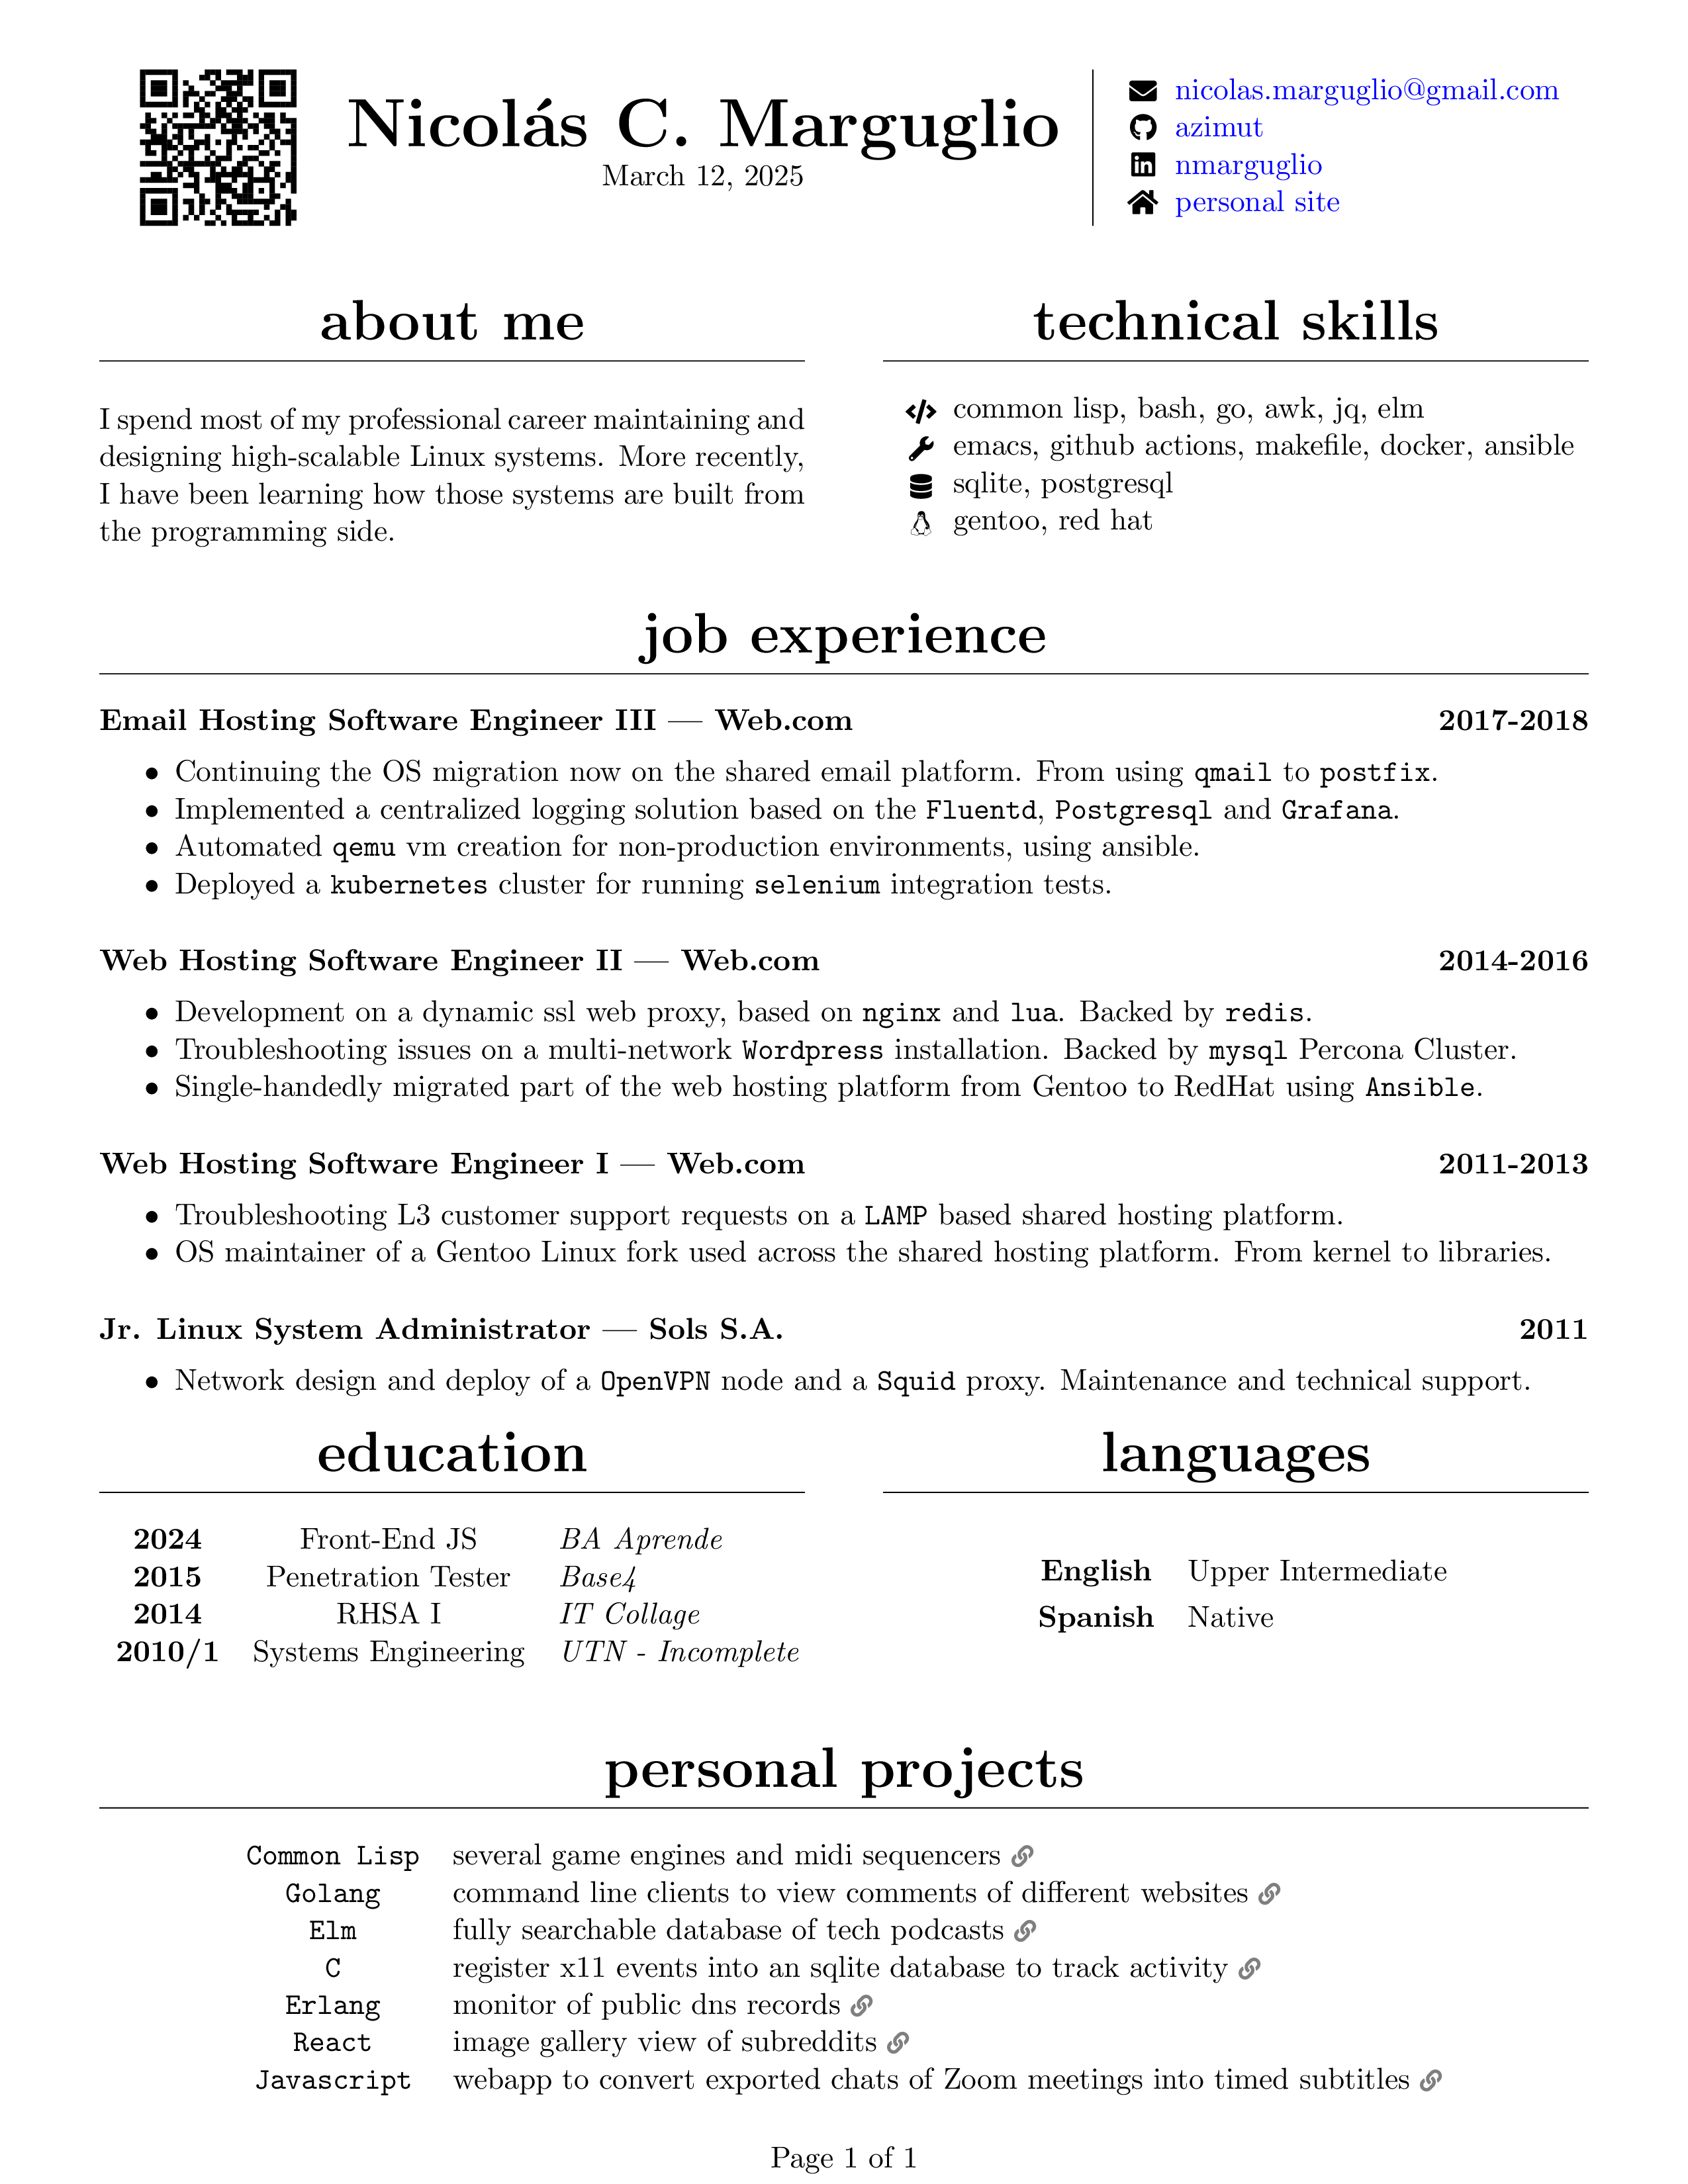 Nicolás C. Marguglio
March 12, 2025
nicolas.marguglio@gmail.com
azimut
nmarguglio
personal site
about me
I spend most of my professional career maintaining and
designing high-scalable Linux systems. More recently,
I have been learning how those systems are built from
the programming side.
technical skills
common lisp, bash, go, awk, jq, elm
emacs, github actions, makefile, docker, ansible
sqlite, postgresql
gentoo, red hat
job experience
Email Hosting Software Engineer III — Web.com 2017-2018
• Continuing the OS migration now on the shared email platform. From using qmail to postfix.
• Implemented a centralized logging solution based on the Fluentd, Postgresql and Grafana.
• Automated qemu vm creation for non-production environments, using ansible.
• Deployed a kubernetes cluster for running selenium integration tests.
Web Hosting Software Engineer II — Web.com 2014-2016
• Development on a dynamic ssl web proxy, based on nginx and lua. Backed by redis.
• Troubleshooting issues on a multi-network Wordpress installation. Backed by mysql Percona Cluster.
• Single-handedly migrated part of the web hosting platform from Gentoo to RedHat using Ansible.
Web Hosting Software Engineer I — Web.com 2011-2013
• Troubleshooting L3 customer support requests on a LAMP based shared hosting platform.
• OS maintainer of a Gentoo Linux fork used across the shared hosting platform. From kernel to libraries.
Jr. Linux System Administrator — Sols S.A. 2011
• Network design and deploy of a OpenVPN node and a Squid proxy. Maintenance and technical support.
education
2024 Front-End JS BA Aprende
2015 Penetration Tester Base4
2014 RHSA I IT Collage
2010/1 Systems Engineering UTN - Incomplete
languages
English Upper Intermediate
Spanish Native
personal projects
Common Lisp several game engines and midi sequencers
Golang command line clients to view comments of different websites
Elm fully searchable database of tech podcasts
C register x11 events into an sqlite database to track activity
Erlang monitor of public dns records
React image gallery view of subreddits
Javascript webapp to convert exported chats of Zoom meetings into timed subtitles
Page 1 of 1